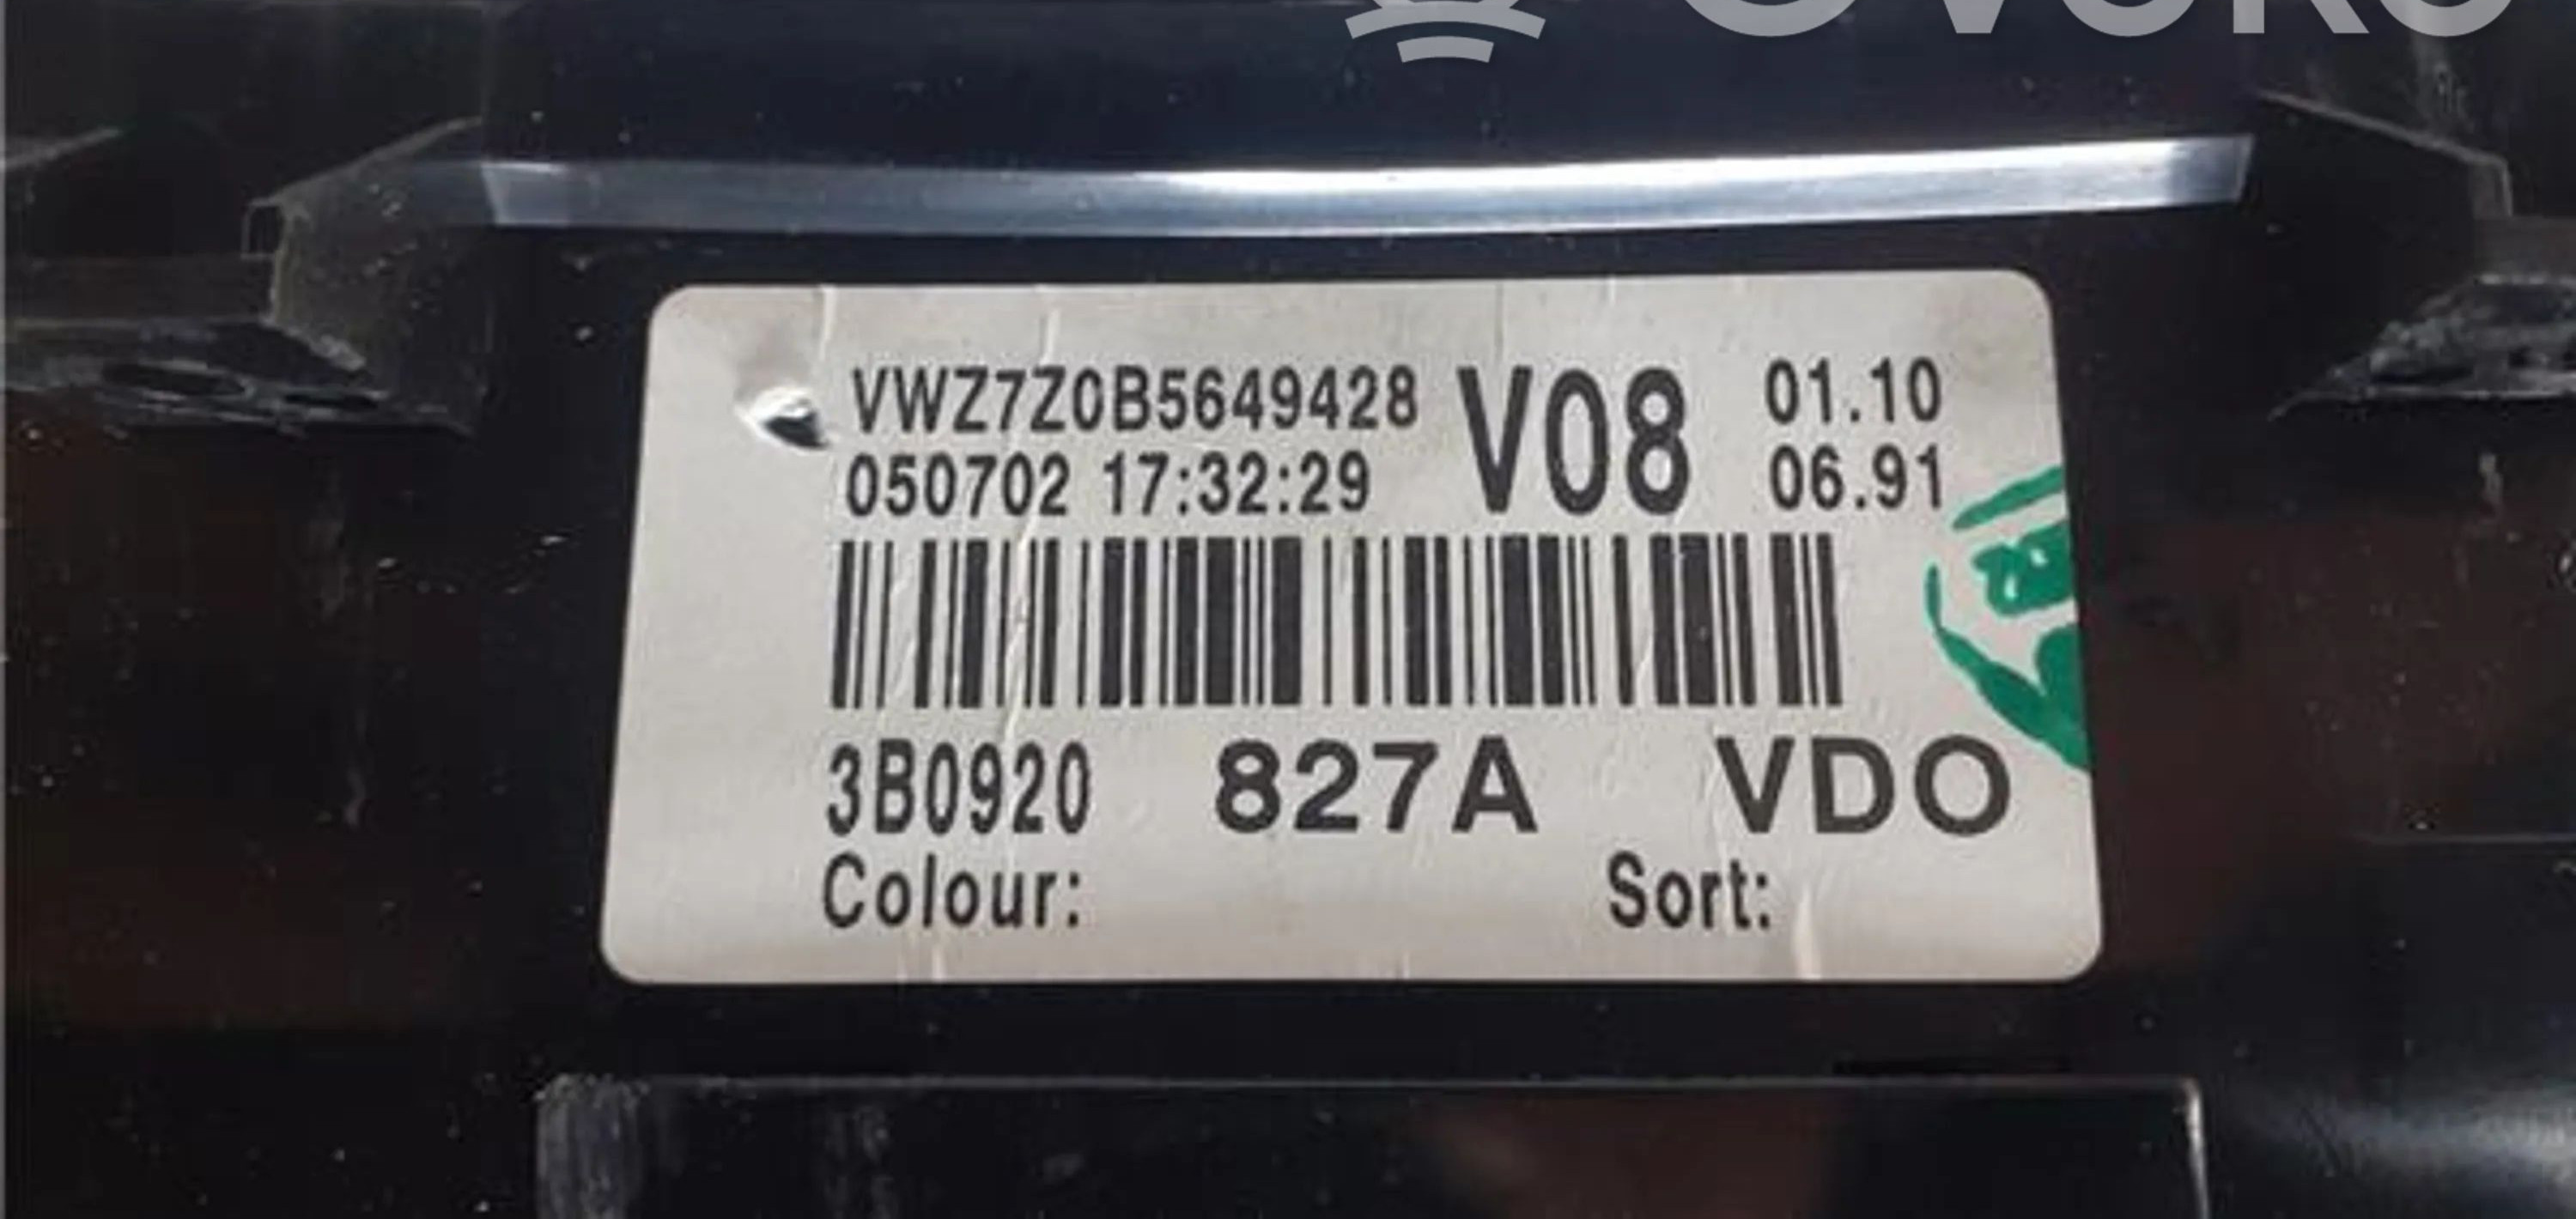 VWZ7Z0B5649428 V08 01.10
050702 17:32:29 06.91
3B0920 827A VDO
Colour: Sort: